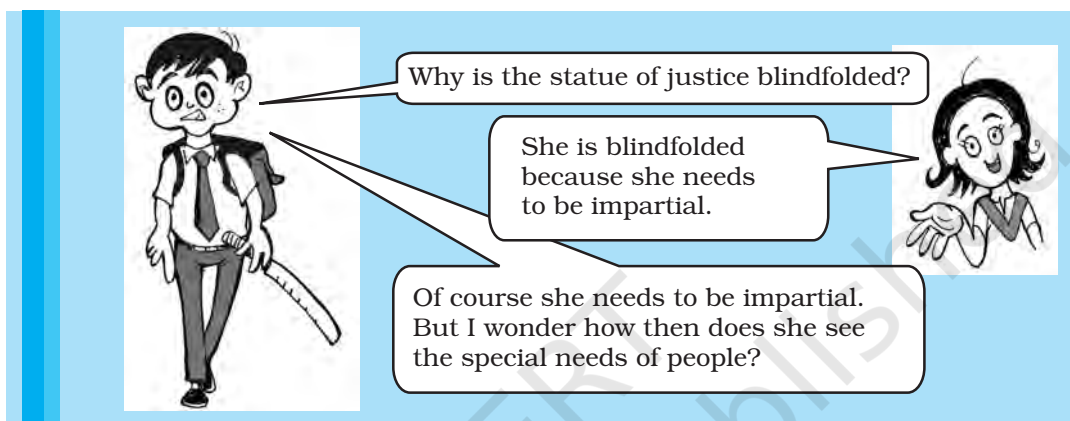 Why is the statue of justice blindfolded?
She is blindfolded
because she needs
to be impartial.
Of course she needs to be impartial.
But I wonder how then does she see
the special needs of people?